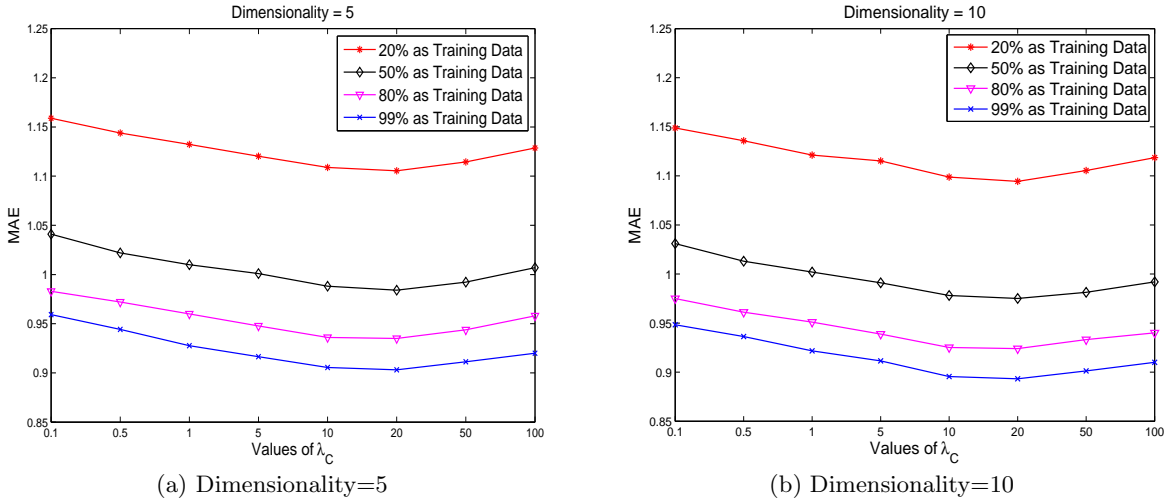 Dimensionality = 5
1.25
1.2
1.15
1.1
1.05
1
0.95
0.9
0.85
MAE
20% as Training Data
50% as Training Data
80% as Training Data
99% as Training Data
0.1 0.5 1 5 10 20 50 100
Values of λ_C
(a) Dimensionality=5
Dimensionality = 10
1.25
1.2
1.15
1.1
1.05
1
0.95
0.9
0.85
MAE
20% as Training Data
50% as Training Data
80% as Training Data
99% as Training Data
0.1 0.5 1 5 10 20 50 100
Values of λ_C
(b) Dimensionality=10